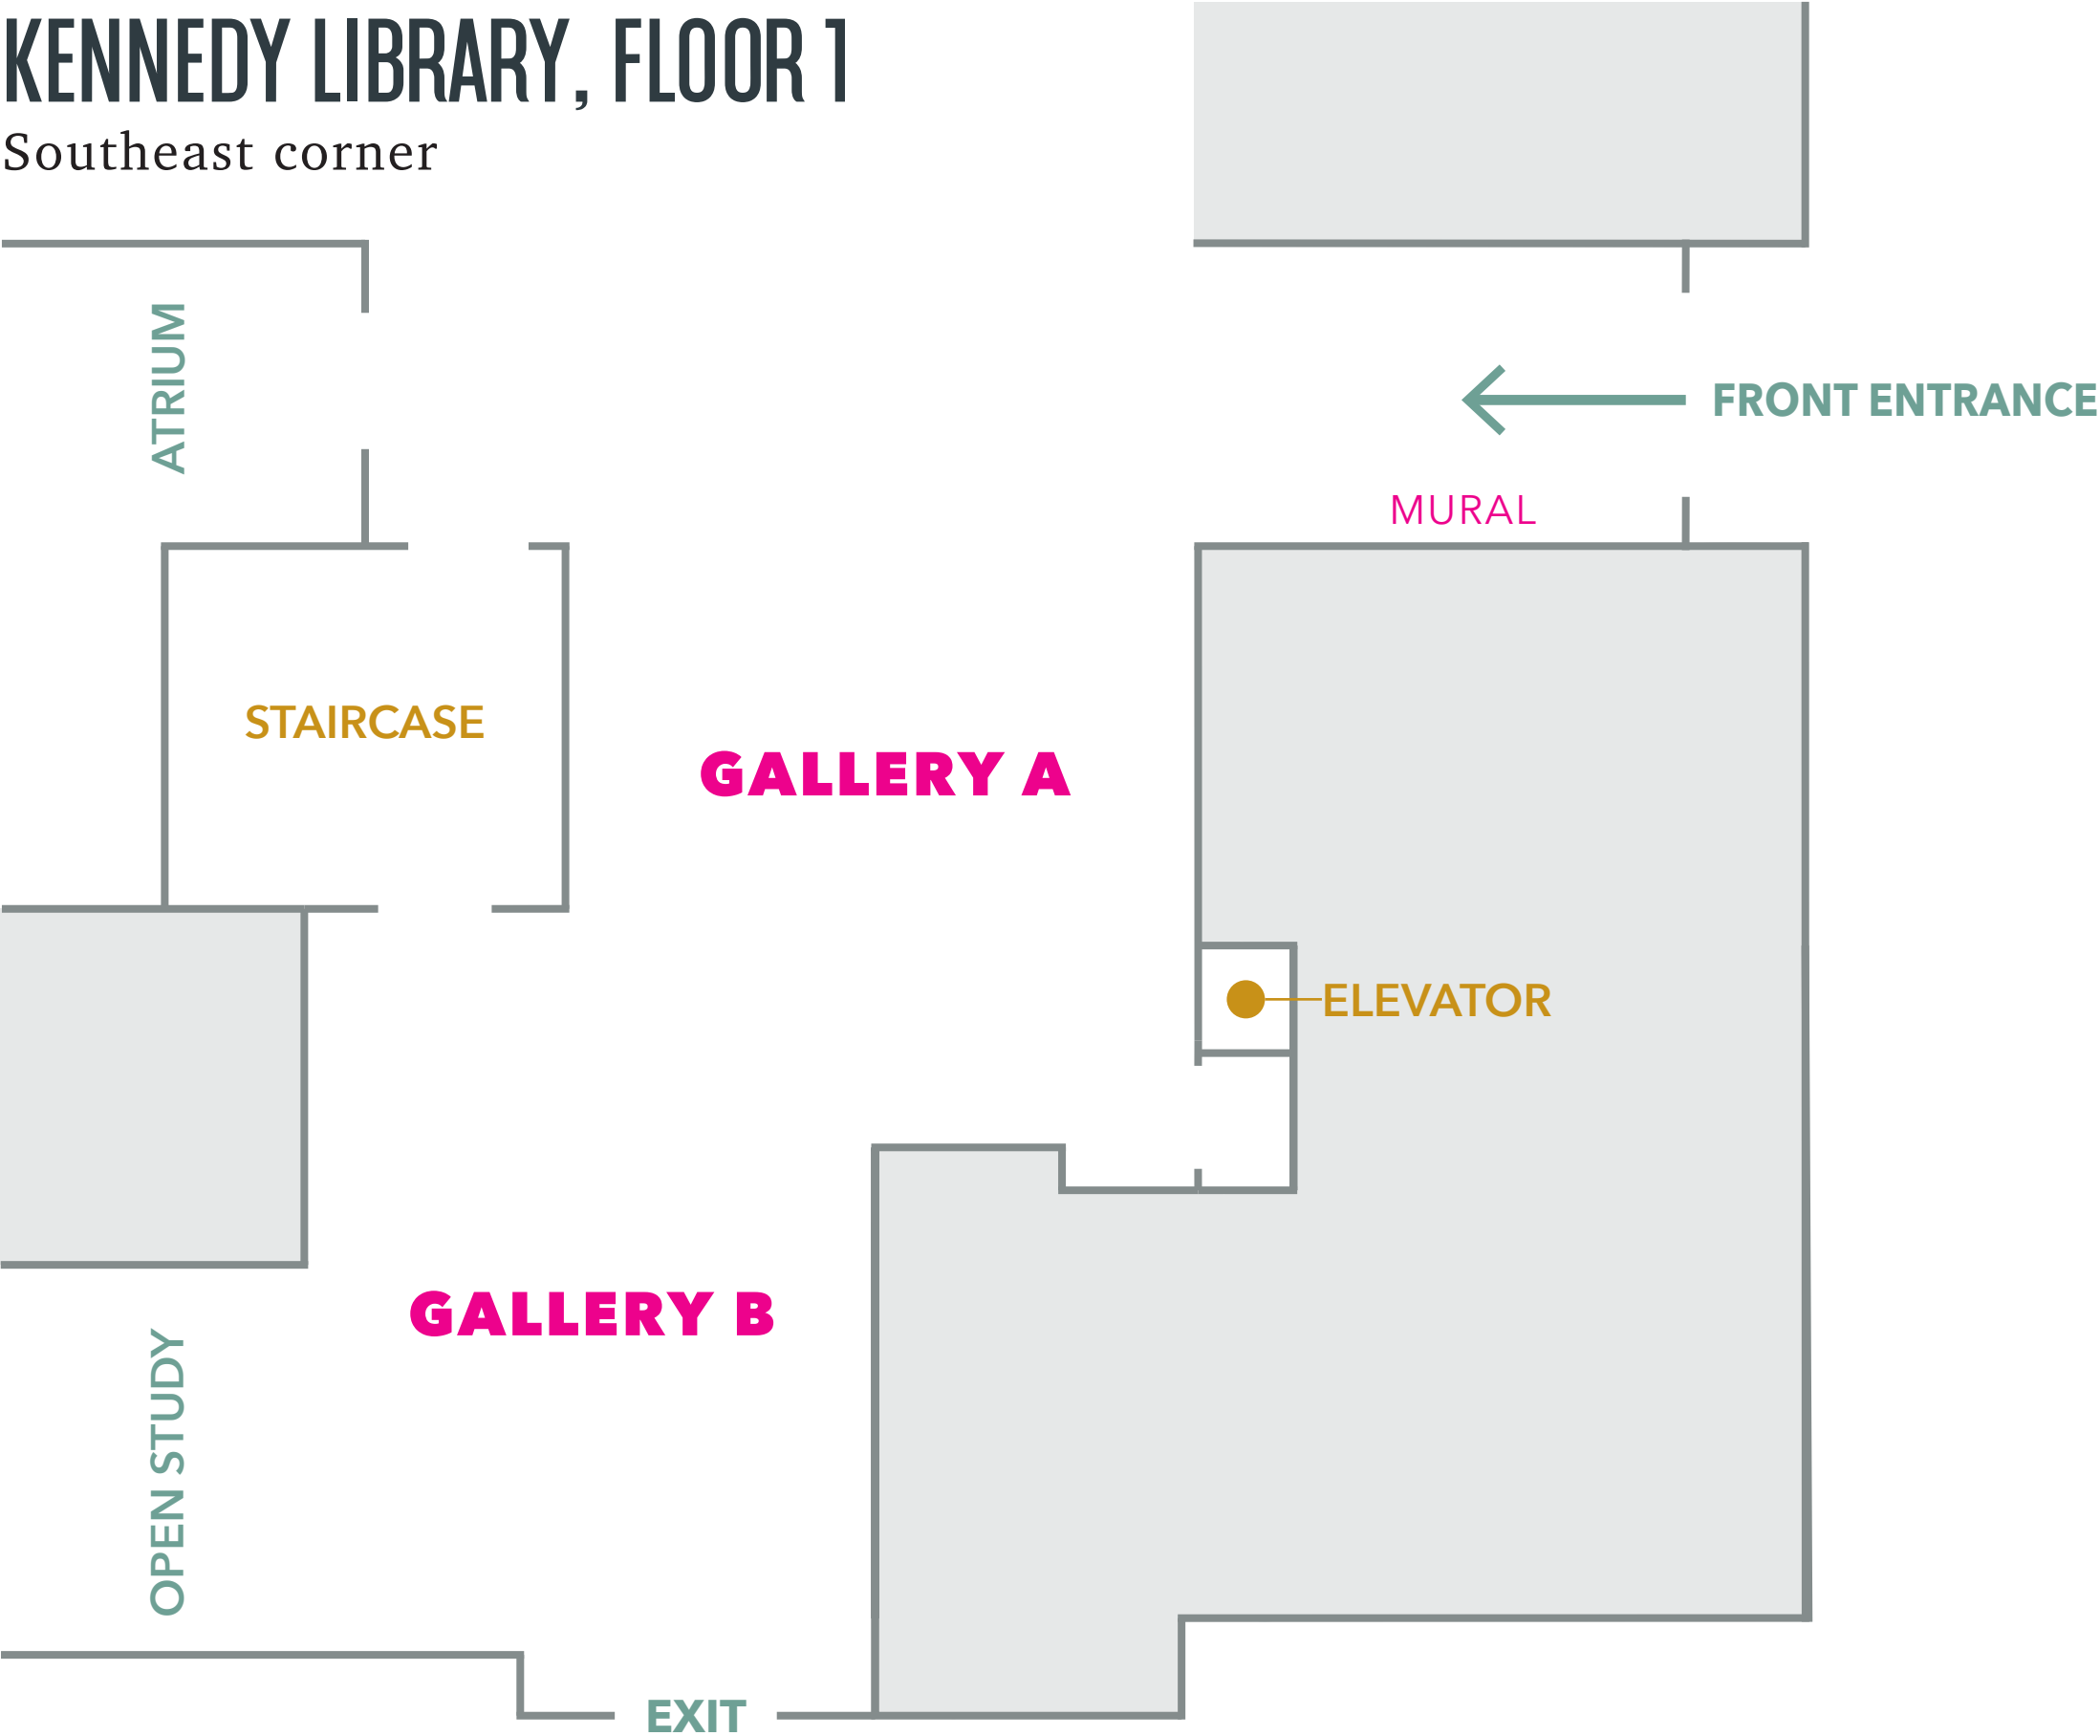 KENNEDY LIBRARY, FLOOR 1
Southeast corner
ATRIUM
FRONT ENTRANCE
MURAL
STAIRCASE
GALLERY A
ELEVATOR
GALLERY B
OPEN STUDY
EXIT